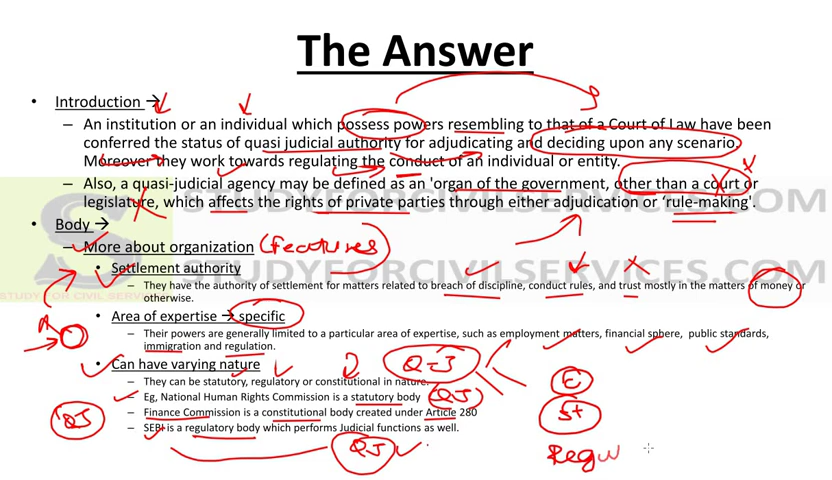 The Answer
• Introduction →
– An institution or an individual which possess powers resembling to that of a Court of Law have been
conferred the status of quasi judicial authority for adjudicating and deciding upon any scenario.
Moreover they work towards regulating the conduct of an individual or entity.
– Also, a quasi-judicial agency may be defined as an 'organ of the government, other than a court or
legislature, which affects the rights of private parties through either adjudication or ‘rule-making'.
STUDYFORCIVILSERVICES.COM
• Body →
– More about organization (features)
• Settlement authority
STUDYFORCIVILSERVICES.COM
– They have the authority of settlement for matters related to breach of discipline, conduct rules, and trust mostly in the matters of money or
otherwise.
STUDY FOR CIVIL SERVICES
A
• Area of expertise → specific
– Their powers are generally limited to a particular area of expertise, such as employment matters, financial sphere, public standards,
immigration and regulation.
• Can have varying nature
Q-J
– They can be statutory, regulatory or constitutional in nature.
C
– Eg, National Human Rights Commission is a statutory body (QJ)
– Finance Commission is a constitutional body created under Article 280
QJ
St
– SEBI is a regulatory body which performs Judicial functions as well.
QJ
Regu